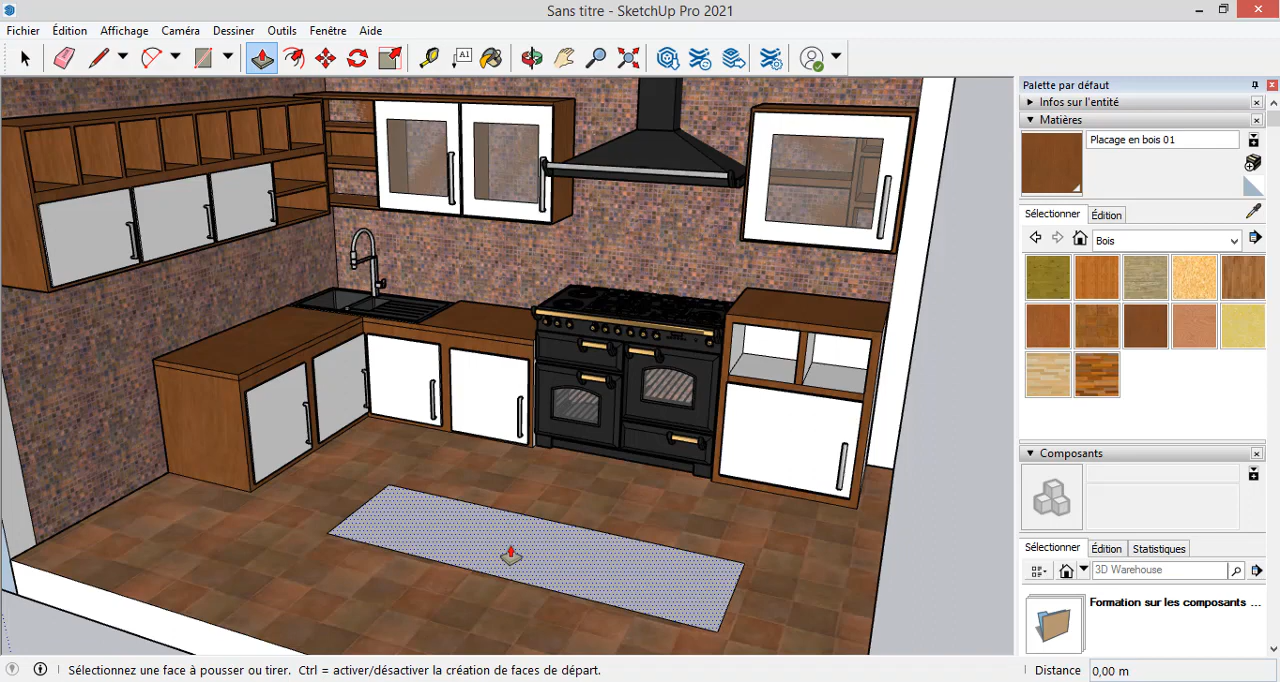 Sans titre - SketchUp Pro 2021
Fichier Édition Affichage Caméra Dessiner Outils Fenêtre Aide
A1
Palette par défaut
Infos sur l'entité
Matières
Placage en bois 01
Sélectionner Édition
Bois
Composants
Sélectionner Édition Statistiques
3D Warehouse
Formation sur les composants ...
Sélectionnez une face à pousser ou tirer. Ctrl = activer/désactiver la création de faces de départ.
Distance 0,00 m